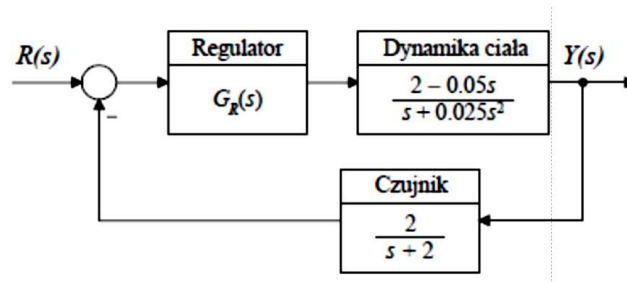 Regulator
Dynamika ciała
R(s)
Y(s)
G_R(s)
2 − 0.05s
s + 0.025s²
−
Czujnik
2
s + 2